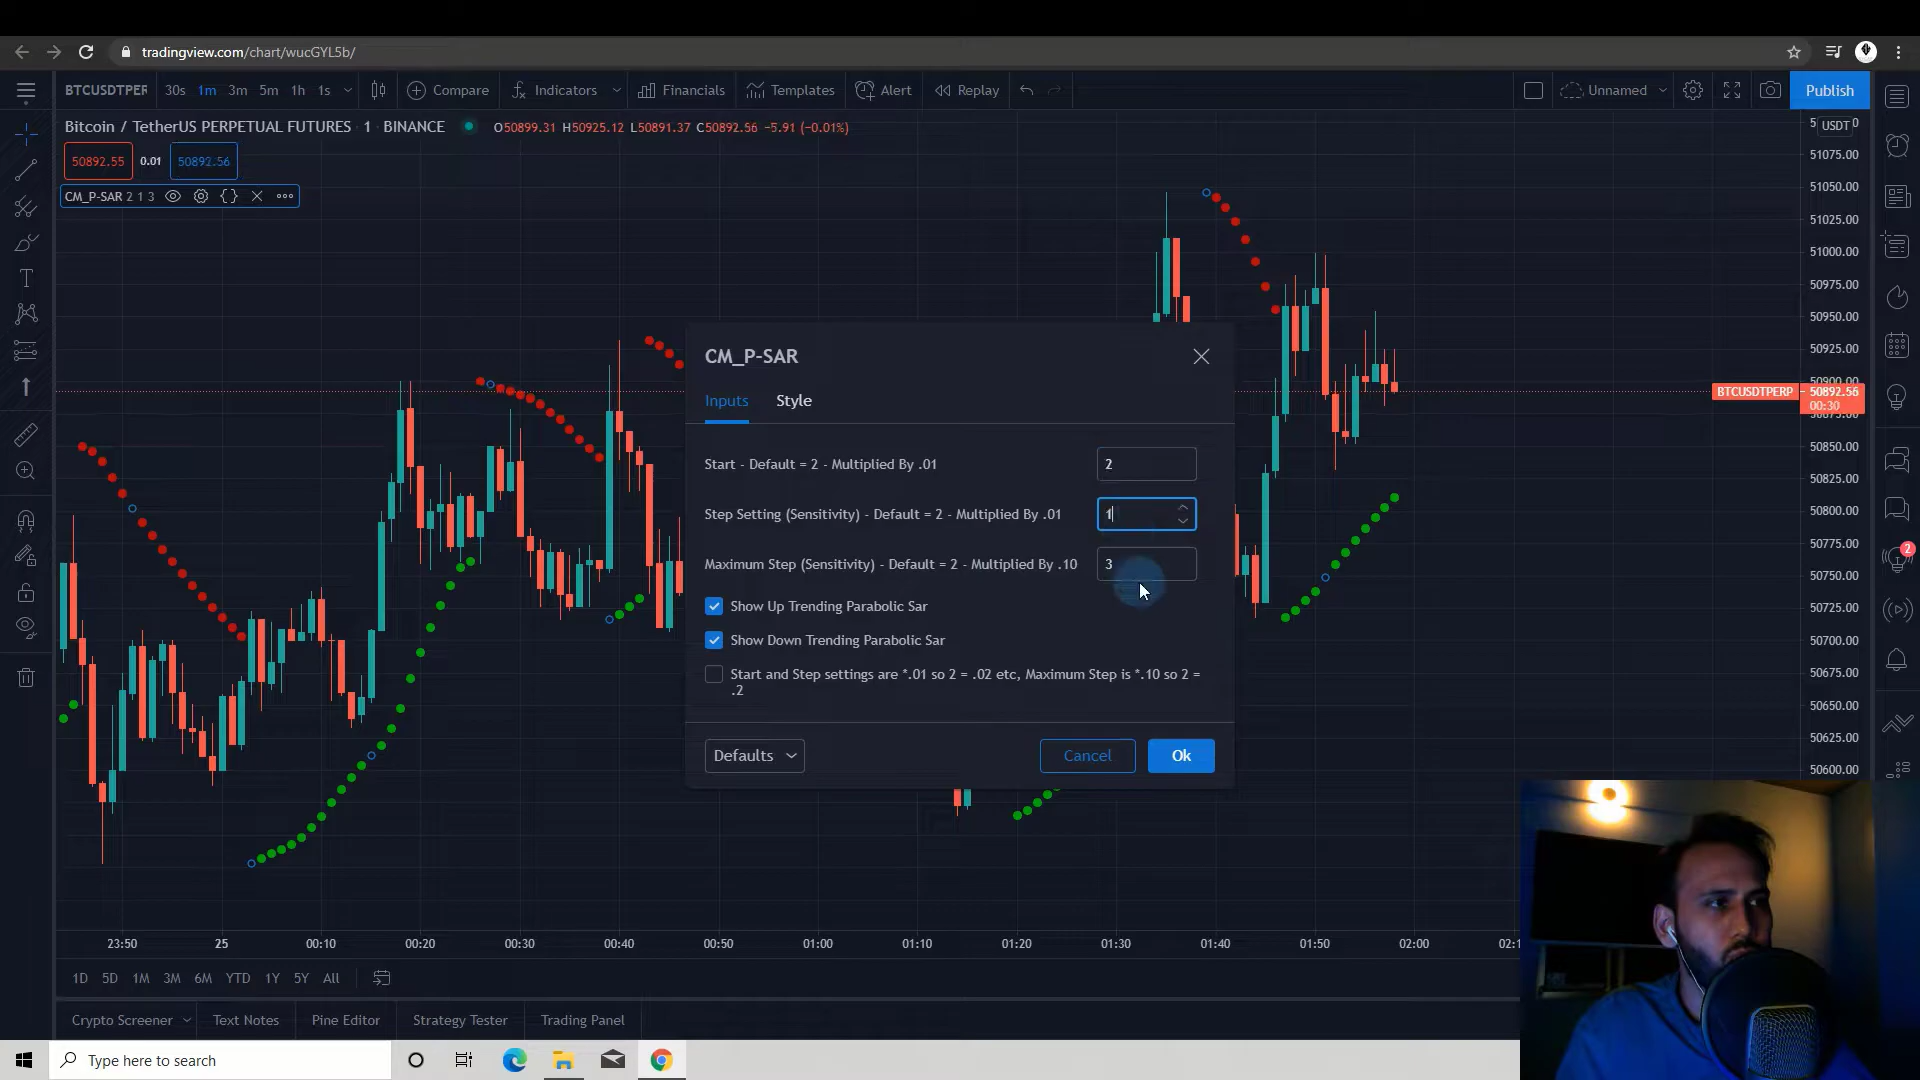 tradingview.com/chart/wucGYL5b/
BTCUSDTPER 30s 1m 3m 5m 1h 1s Compare Indicators Financials Templates Alert Replay Unnamed Publish
Bitcoin / TetherUS PERPETUAL FUTURES · 1 · BINANCE O50899.31 H50925.12 L50891.37 C50892.56 −5.91 (−0.01%)
USDT
50892.55 0.01 50892.56
CM_P-SAR 2 1 3
51075.00
51050.00
51025.00
51000.00
50975.00
50950.00
50925.00
50900.00
BTCUSDTPERP 50892.56
00:30
50875.00
50850.00
50825.00
50800.00
50775.00
50750.00
50725.00
50700.00
50675.00
50650.00
50625.00
50600.00
2
CM_P-SAR
Inputs Style
Start - Default = 2 - Multiplied By .01 2
Step Setting (Sensitivity) - Default = 2 - Multiplied By .01 1
Maximum Step (Sensitivity) - Default = 2 - Multiplied By .10 3
Show Up Trending Parabolic Sar
Show Down Trending Parabolic Sar
Start and Step settings are *.01 so 2 = .02 etc, Maximum Step is *.10 so 2 =
.2
Defaults Cancel Ok
23:50 25 00:10 00:20 00:30 00:40 00:50 01:00 01:10 01:20 01:30 01:40 01:50 02:00
1D 5D 1M 3M 6M YTD 1Y 5Y All
Crypto Screener Text Notes Pine Editor Strategy Tester Trading Panel
Type here to search